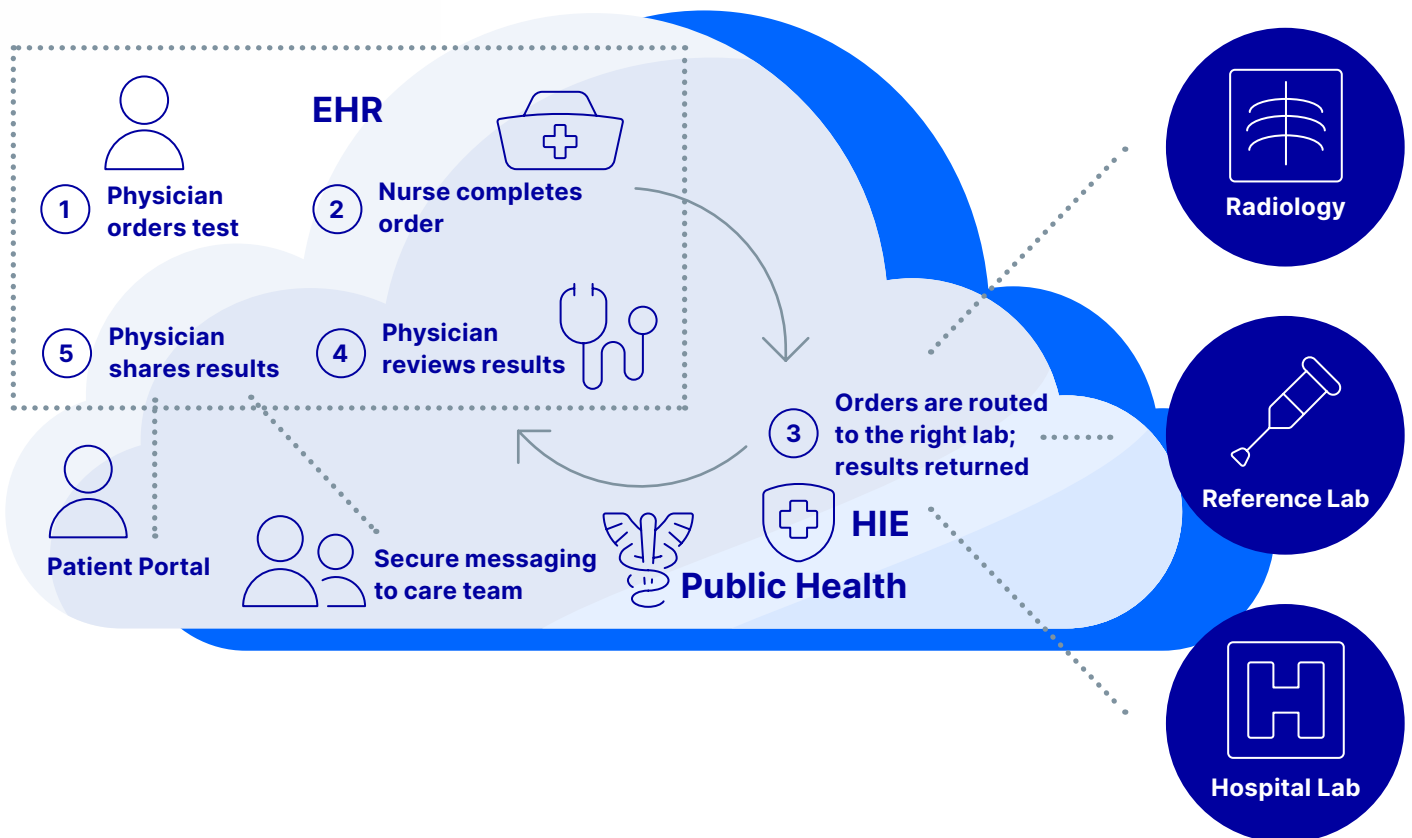 EHR
1 Physician
orders test
2 Nurse completes
order
5 Physician
shares results
4 Physician
reviews results
3 Orders are routed
to the right lab;
results returned
HIE
Public Health
Patient Portal
Secure messaging
to care team
Radiology
Reference Lab
H
Hospital Lab